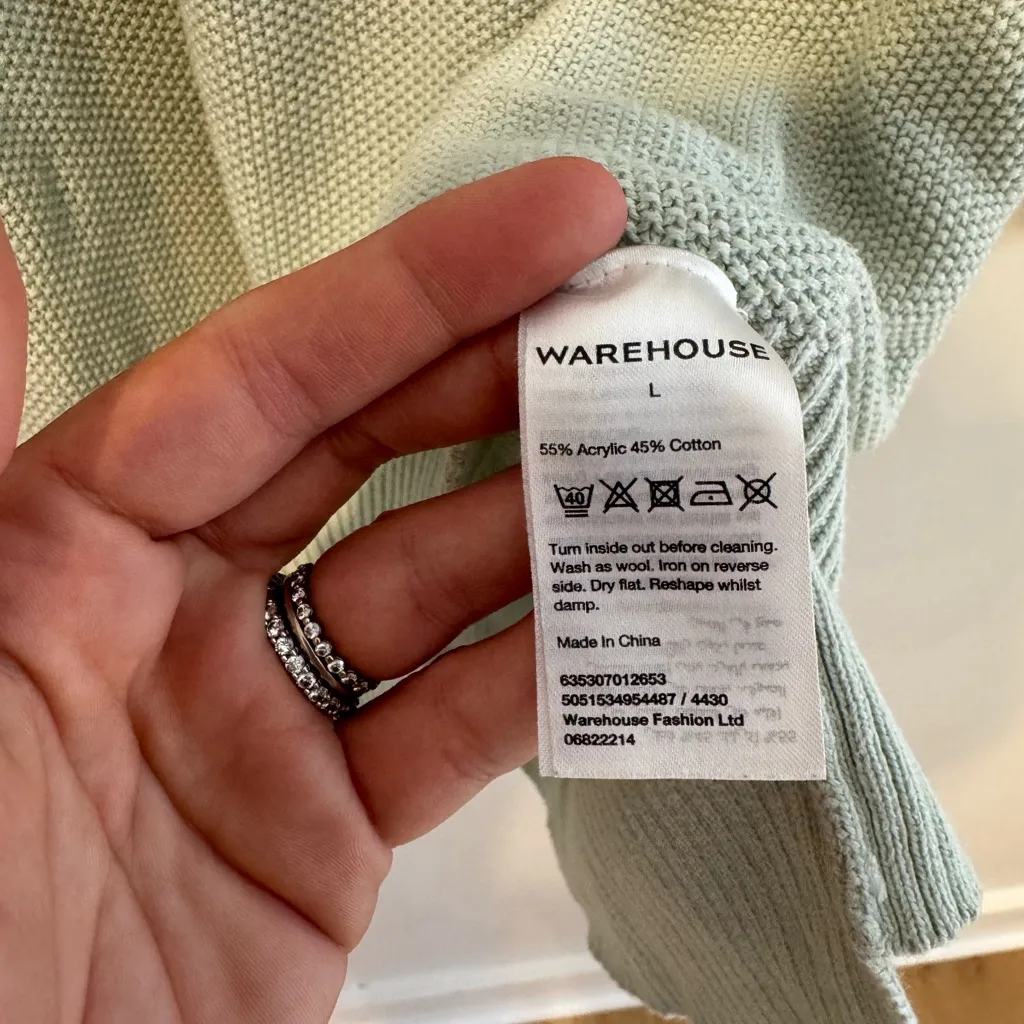 WAREHOUSE
L
55% Acrylic 45% Cotton
40
Turn inside out before cleaning.
Wash as wool. Iron on reverse
side. Dry flat. Reshape whilst
damp.
Made In China
635307012653
5051534954487 / 4430
Warehouse Fashion Ltd
06822214